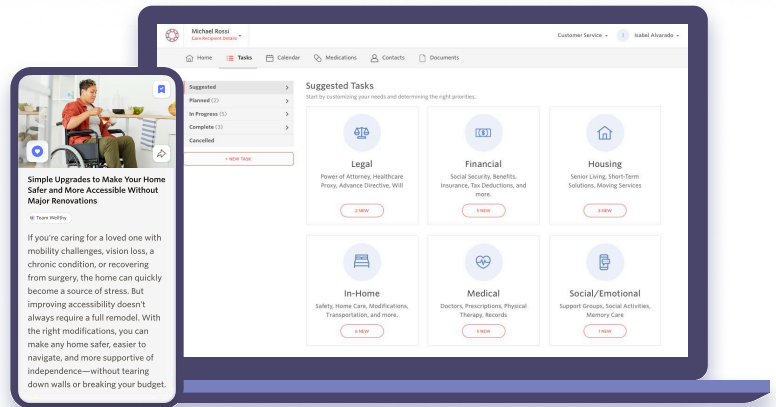 Michael Rossi
Care Recipient Details
Customer Service
I
Isabel Alvarado
Home
Tasks
Calendar
Medications
Contacts
Documents
Suggested
Planned (2)
In Progress (5)
Complete (3)
Cancelled
+ NEW TASK
Suggested Tasks
Start by customizing your needs and determining the right priorities.
Legal
Power of Attorney, Healthcare
Proxy, Advance Directive, Will
2 NEW
Financial
Social Security, Benefits,
Insurance, Tax Deductions, and
more.
5 NEW
Housing
Senior Living, Short-Term
Solutions, Moving Services
3 NEW
In-Home
Safety, Home Care, Modifications,
Transportation, and more.
6 NEW
Medical
Doctors, Prescriptions, Physical
Therapy, Records
5 NEW
Social/Emotional
Support Groups, Social Activities,
Memory Care
1 NEW
Simple Upgrades to Make Your Home
Safer and More Accessible Without
Major Renovations
Team Wellthy
If you're caring for a loved one with
mobility challenges, vision loss, a
chronic condition, or recovering
from surgery, the home can quickly
become a source of stress. But
improving accessibility doesn't
always require a full remodel. With
the right modifications, you can
make any home safer, easier to
navigate, and more supportive of
independence—without tearing
down walls or breaking your budget.